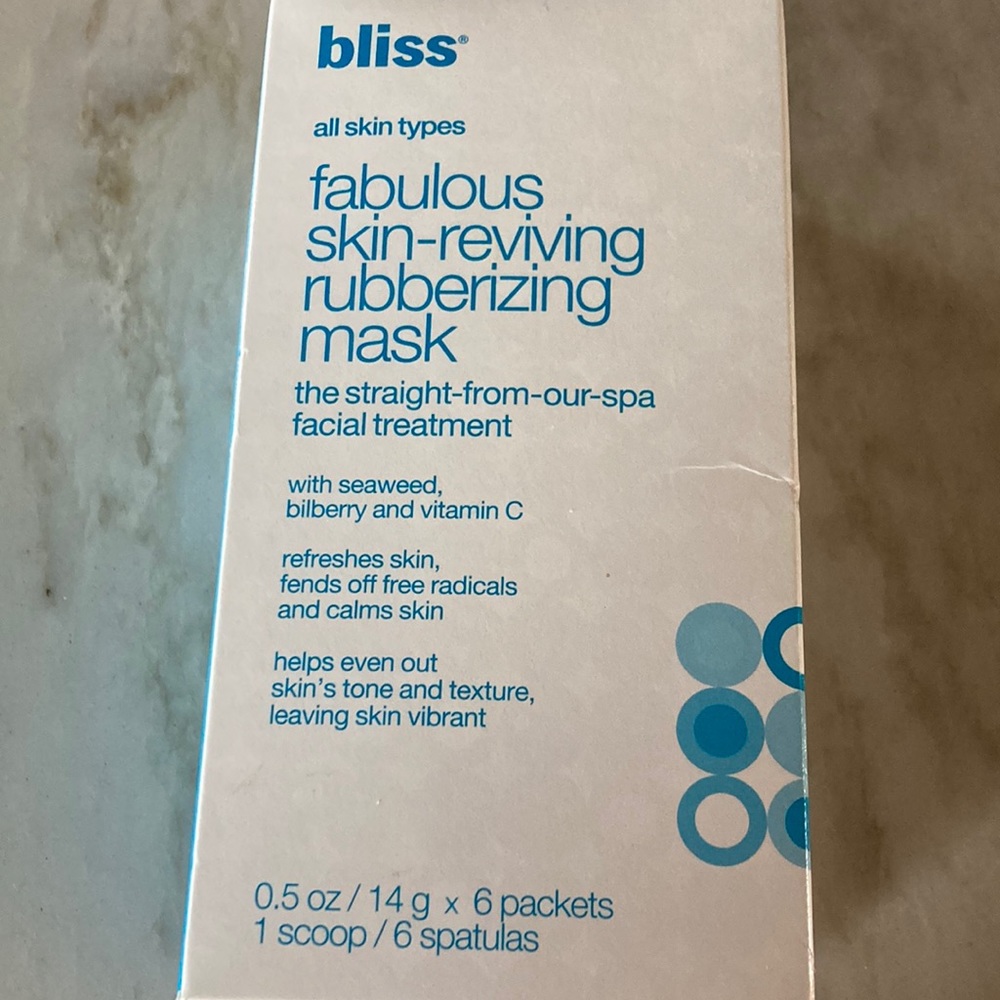 bliss®
all skin types
fabulous
skin-reviving
rubberizing
mask
the straight-from-our-spa
facial treatment
with seaweed,
bilberry and vitamin C
refreshes skin,
fends off free radicals
and calms skin
helps even out
skin's tone and texture,
leaving skin vibrant
0.5 oz / 14 g x 6 packets
1 scoop / 6 spatulas